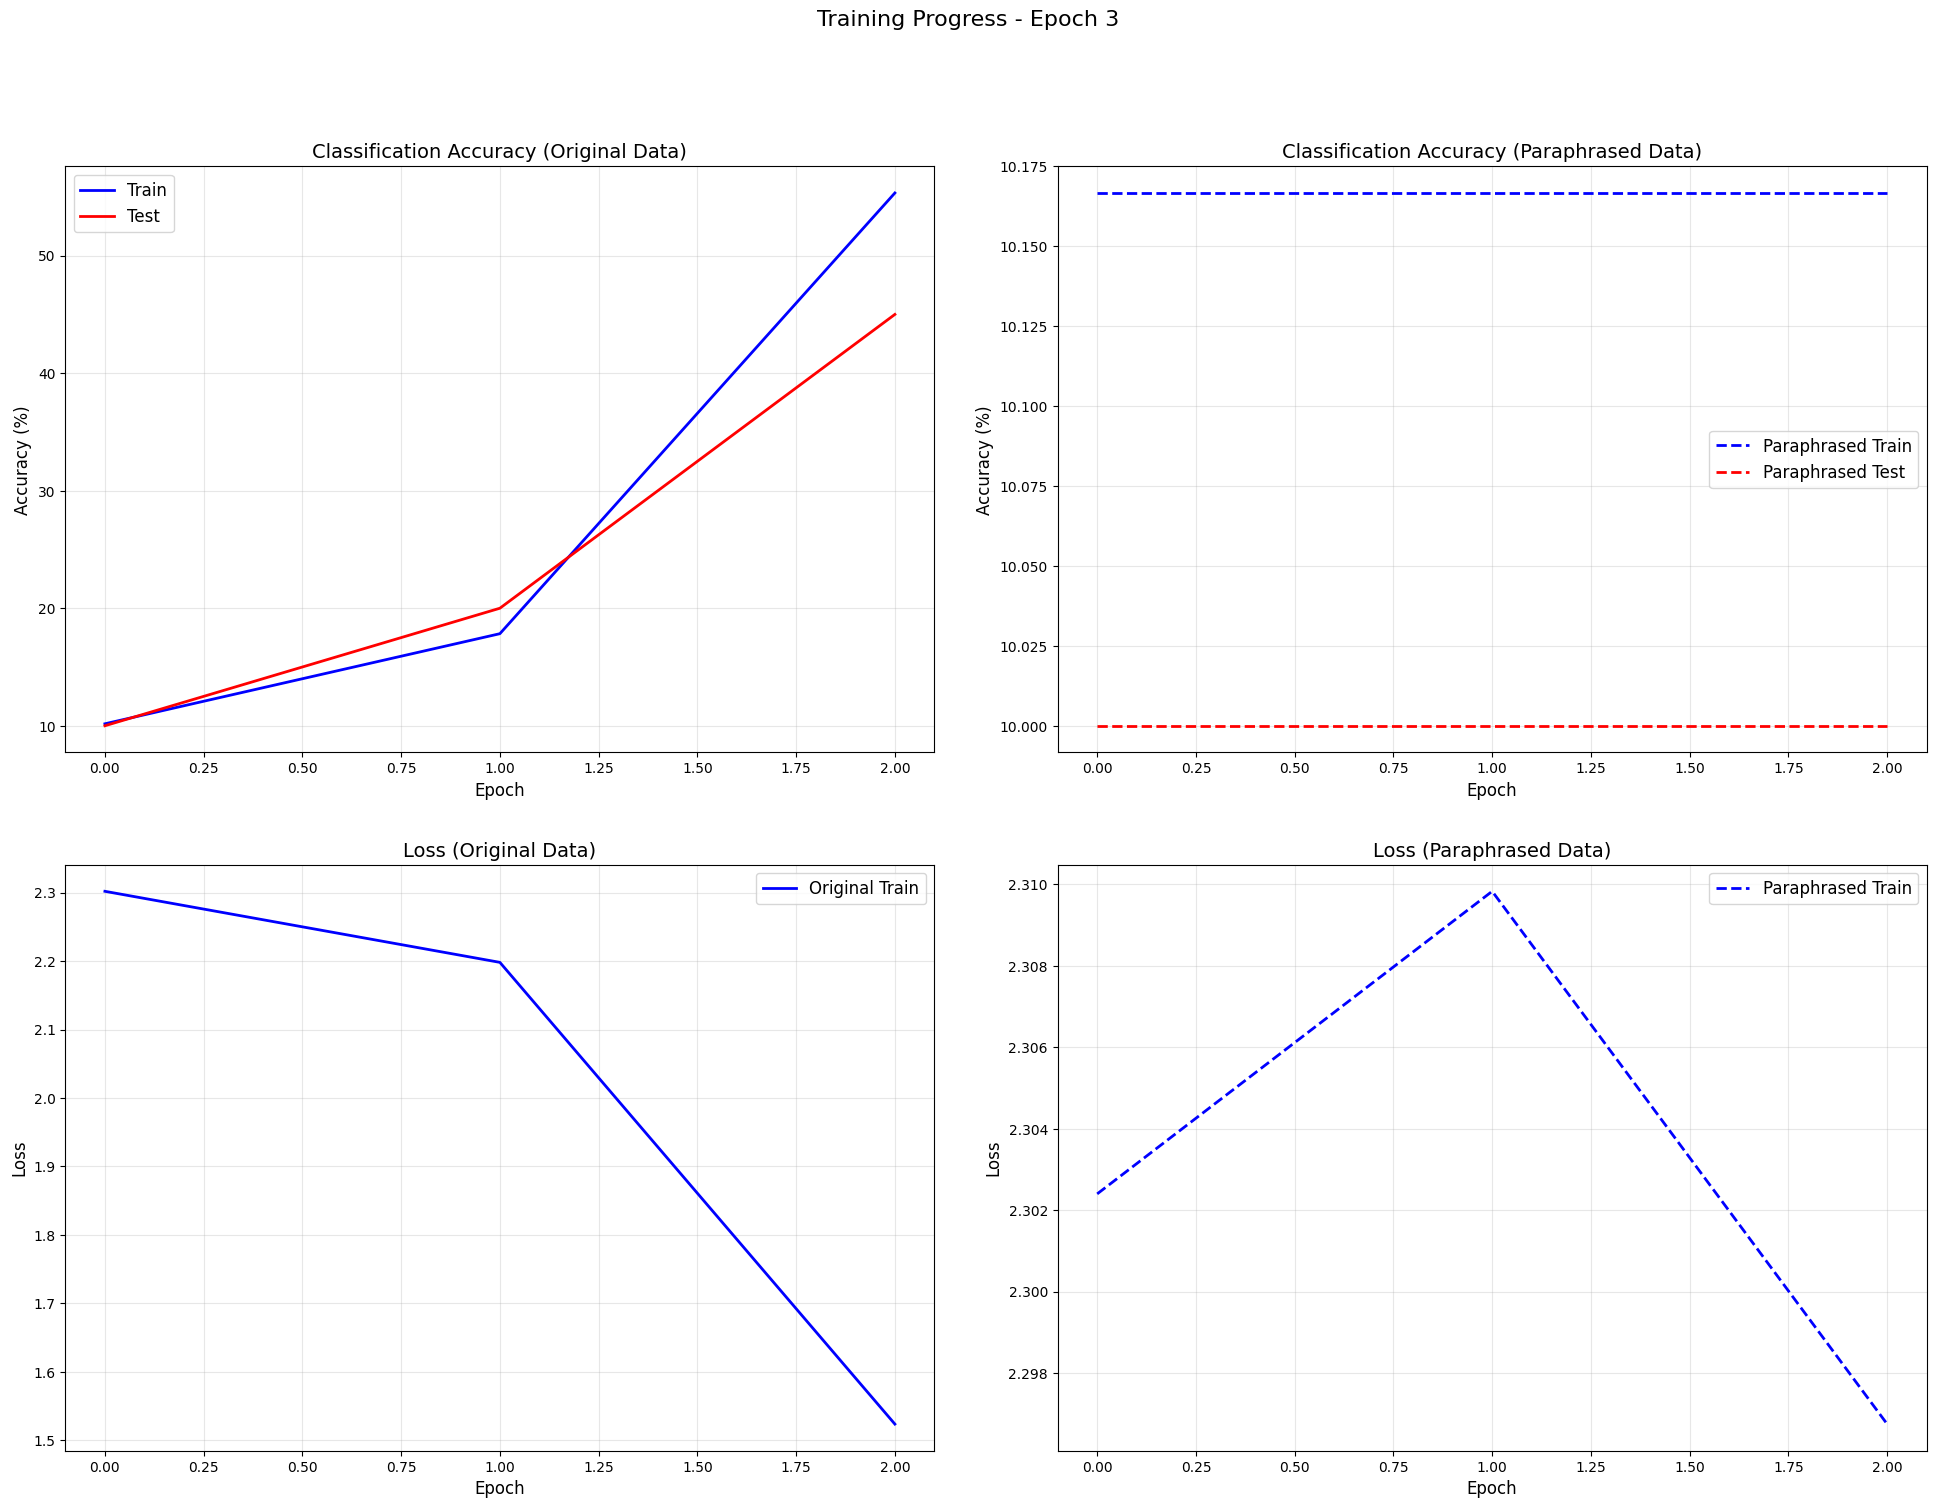 Training Progress - Epoch 3
Classification Accuracy (Original Data)
Train
Test
50
40
30
20
10
Accuracy (%)
0.00 0.25 0.50 0.75 1.00 1.25 1.50 1.75 2.00
Epoch
Classification Accuracy (Paraphrased Data)
10.175
10.150
10.125
10.100
10.075
10.050
10.025
10.000
Accuracy (%)
Paraphrased Train
Paraphrased Test
0.00 0.25 0.50 0.75 1.00 1.25 1.50 1.75 2.00
Epoch
Loss (Original Data)
Original Train
2.3
2.2
2.1
2.0
1.9
1.8
1.7
1.6
1.5
Loss
0.00 0.25 0.50 0.75 1.00 1.25 1.50 1.75 2.00
Epoch
Loss (Paraphrased Data)
Paraphrased Train
2.310
2.308
2.306
2.304
2.302
2.300
2.298
Loss
0.00 0.25 0.50 0.75 1.00 1.25 1.50 1.75 2.00
Epoch